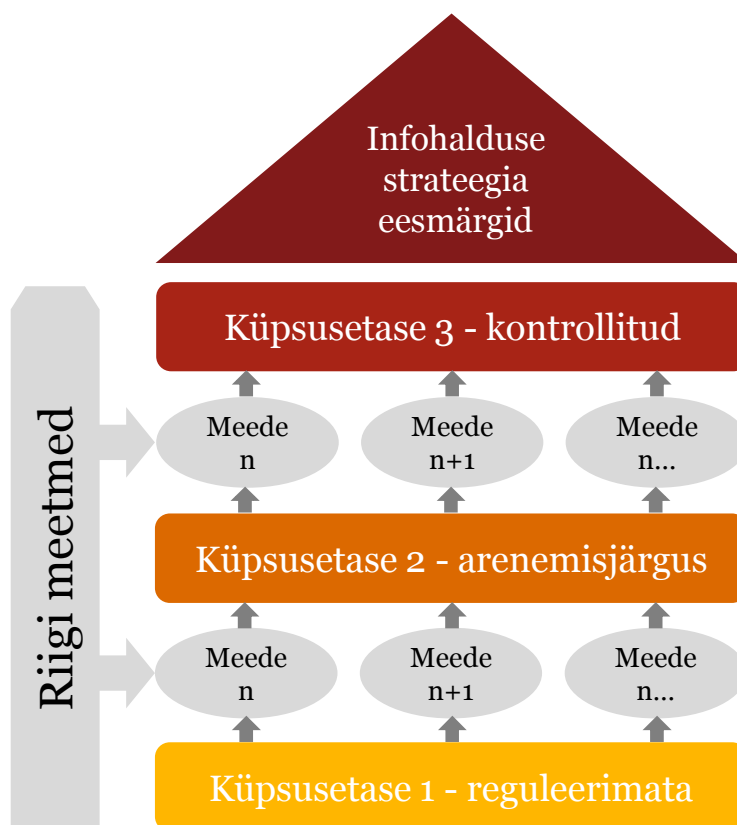 Infohalduse
strateegia
eesmärgid
Küpsusetase 3 - kontrollitud
Meede
n
Meede
n+1
Meede
n...
Küpsusetase 2 - arenemisjärgus
Meede
n
Meede
n+1
Meede
n...
Küpsusetase 1 - reguleerimata
Riigi meetmed